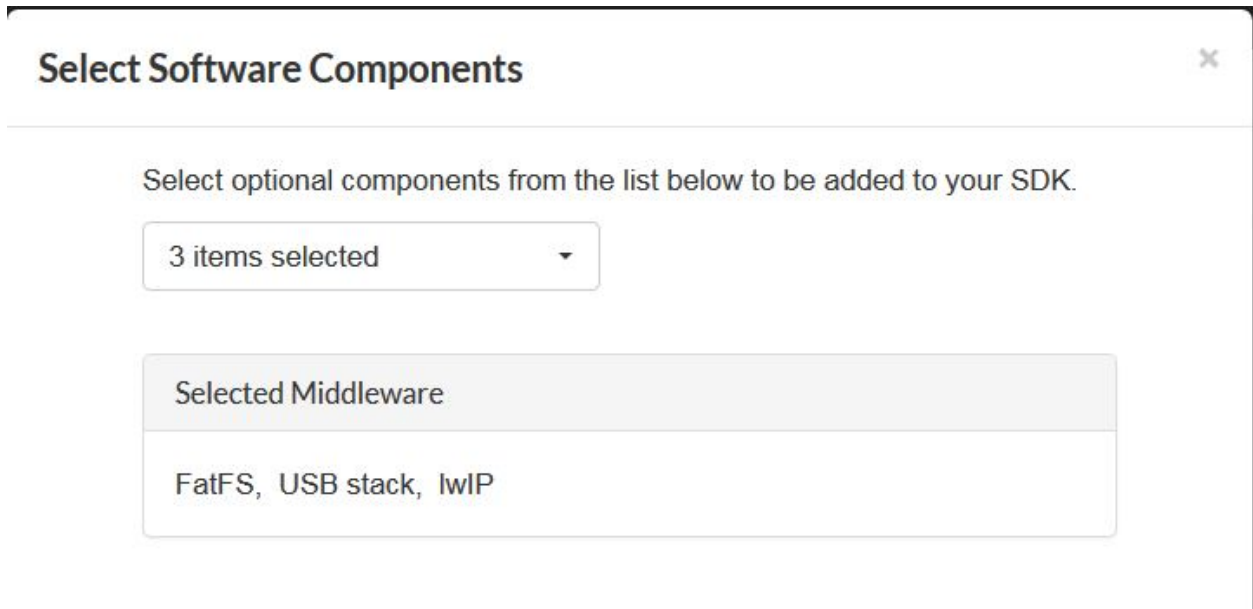 Select Software Components
×
Select optional components from the list below to be added to your SDK.
3 items selected
Selected Middleware
FatFS, USB stack, lwIP